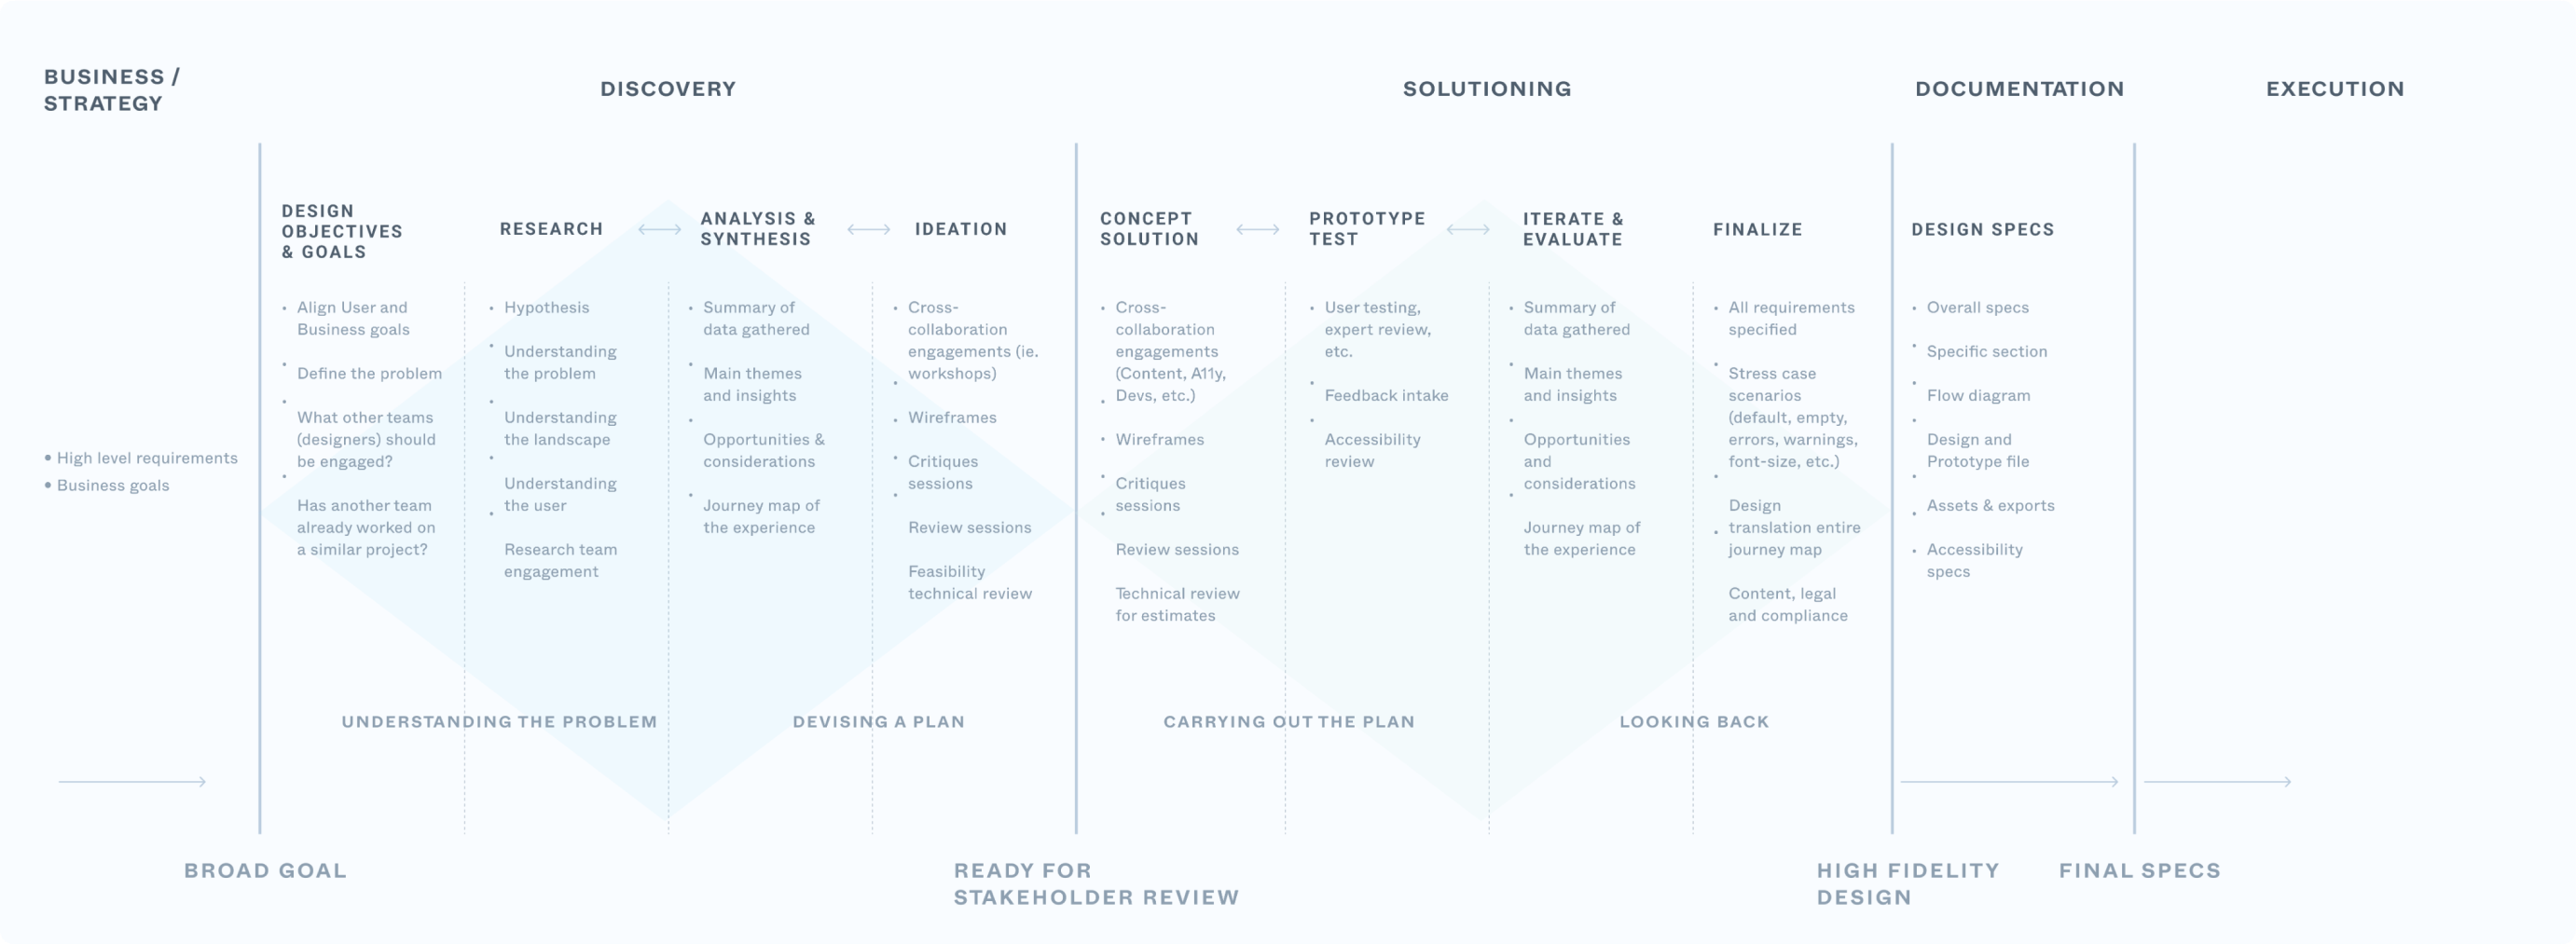 BUSINESS /
STRATEGY
DISCOVERY
SOLUTIONING
DOCUMENTATION
EXECUTION
• High level requirements
• Business goals
DESIGN
OBJECTIVES
& GOALS
• Align User and
Business goals
• Define the problem
• What other teams
(designers) should
be engaged?
• Has another team
already worked on
a similar project?
RESEARCH
• Hypothesis
• Understanding
the problem
• Understanding
the landscape
• Understanding
the user
• Research team
engagement
ANALYSIS &
SYNTHESIS
• Summary of
data gathered
• Main themes
and insights
• Opportunities &
considerations
• Journey map of
the experience
IDEATION
• Cross-
collaboration
engagements (ie.
workshops)
• Wireframes
• Critiques
sessions
• Review sessions
• Feasibility
technical review
CONCEPT
SOLUTION
• Cross-
collaboration
engagements
(Content, A11y,
Devs, etc.)
• Wireframes
• Critiques
sessions
• Review sessions
• Technical review
for estimates
PROTOTYPE
TEST
• User testing,
expert review,
etc.
• Feedback intake
• Accessibility
review
ITERATE &
EVALUATE
• Summary of
data gathered
• Main themes
and insights
• Opportunities
and
considerations
• Journey map of
the experience
FINALIZE
• All requirements
specified
• Stress case
scenarios
(default, empty,
errors, warnings,
font-size, etc.)
• Design
translation entire
journey map
• Content, legal
and compliance
DESIGN SPECS
• Overall specs
• Specific section
• Flow diagram
• Design and
Prototype file
• Assets & exports
• Accessibility
specs
UNDERSTANDING THE PROBLEM
DEVISING A PLAN
CARRYING OUT THE PLAN
LOOKING BACK
BROAD GOAL
READY FOR
STAKEHOLDER REVIEW
HIGH FIDELITY
DESIGN
FINAL SPECS